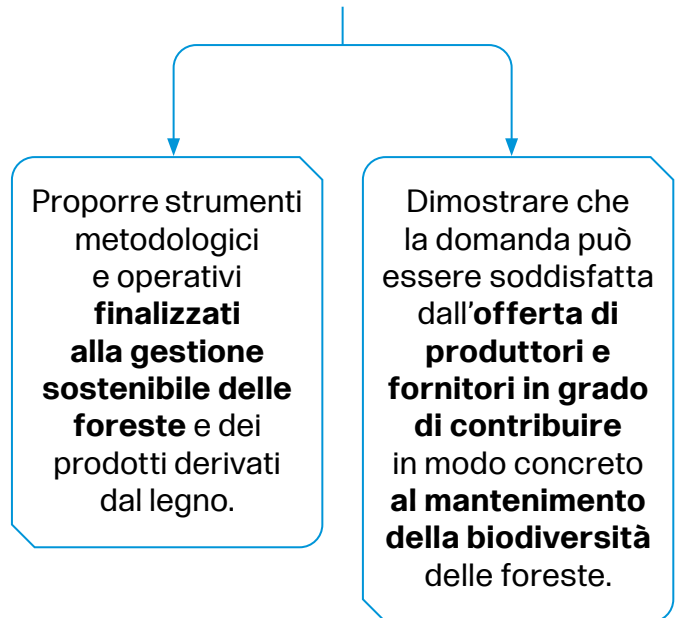 Proporre strumenti
metodologici
e operativi
finalizzati
alla gestione
sostenibile delle
foreste e dei
prodotti derivati
dal legno.
Dimostrare che
la domanda può
essere soddisfatta
dall’offerta di
produttori e
fornitori in grado
di contribuire
in modo concreto
al mantenimento
della biodiversità
delle foreste.